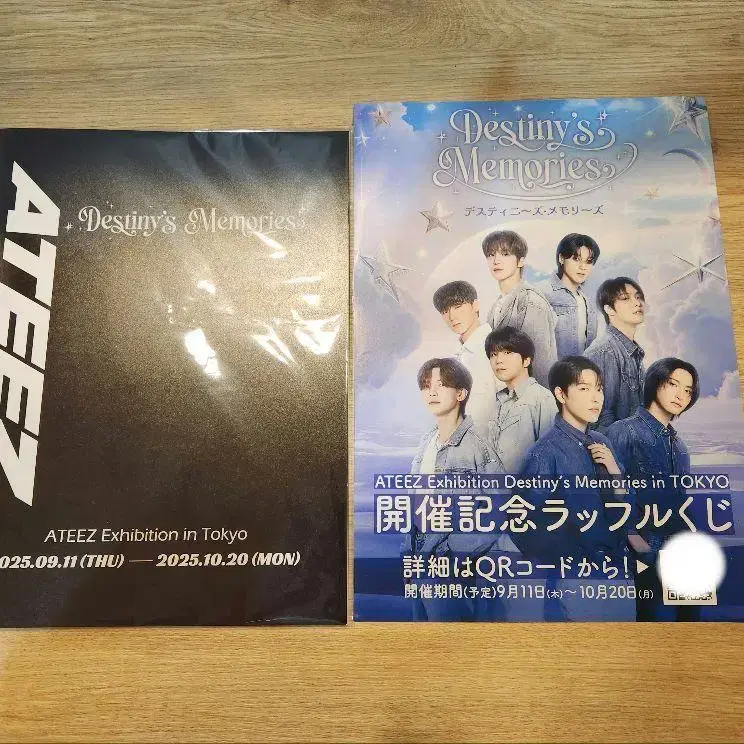 ATEEZ
Destiny's Memories
ATEEZ Exhibition in Tokyo
2025.09.11 (THU) — 2025.10.20 (MON)
Destiny's
Memories
デスティニーズ・メモリーズ
ATEEZ Exhibition Destiny's Memories in TOKYO
開催記念ラッフルくじ
詳細はQRコードから!▶
開催期間(予定)9月11日(木)〜10月20日(月)